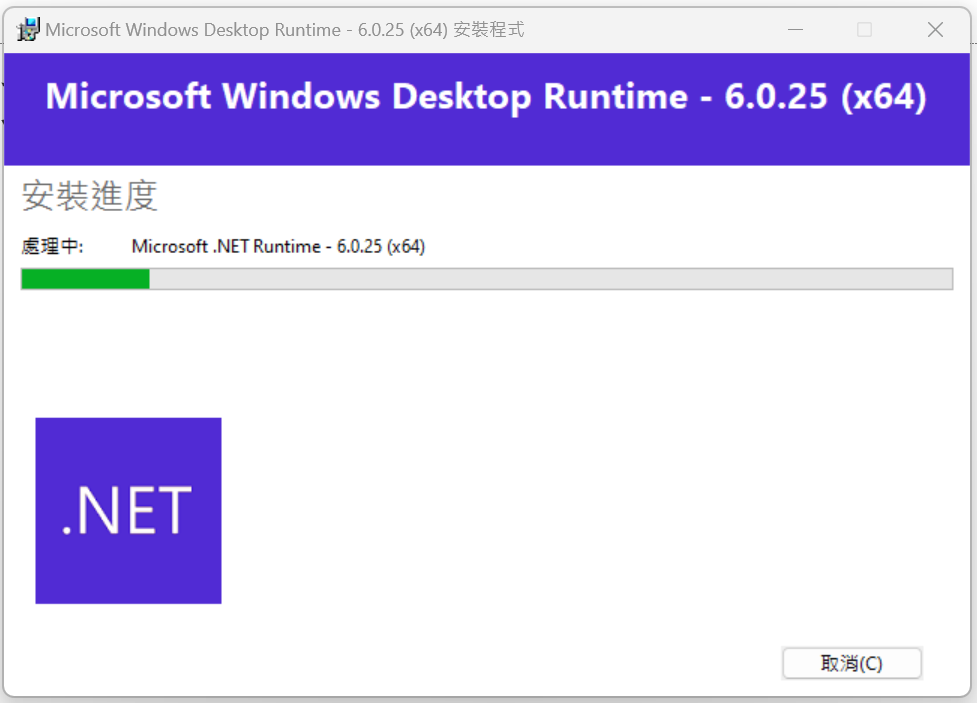 Microsoft Windows Desktop Runtime - 6.0.25 (x64) 安裝程式
Microsoft Windows Desktop Runtime - 6.0.25 (x64)
安裝進度
處理中: Microsoft .NET Runtime - 6.0.25 (x64)
.NET
取消(C)